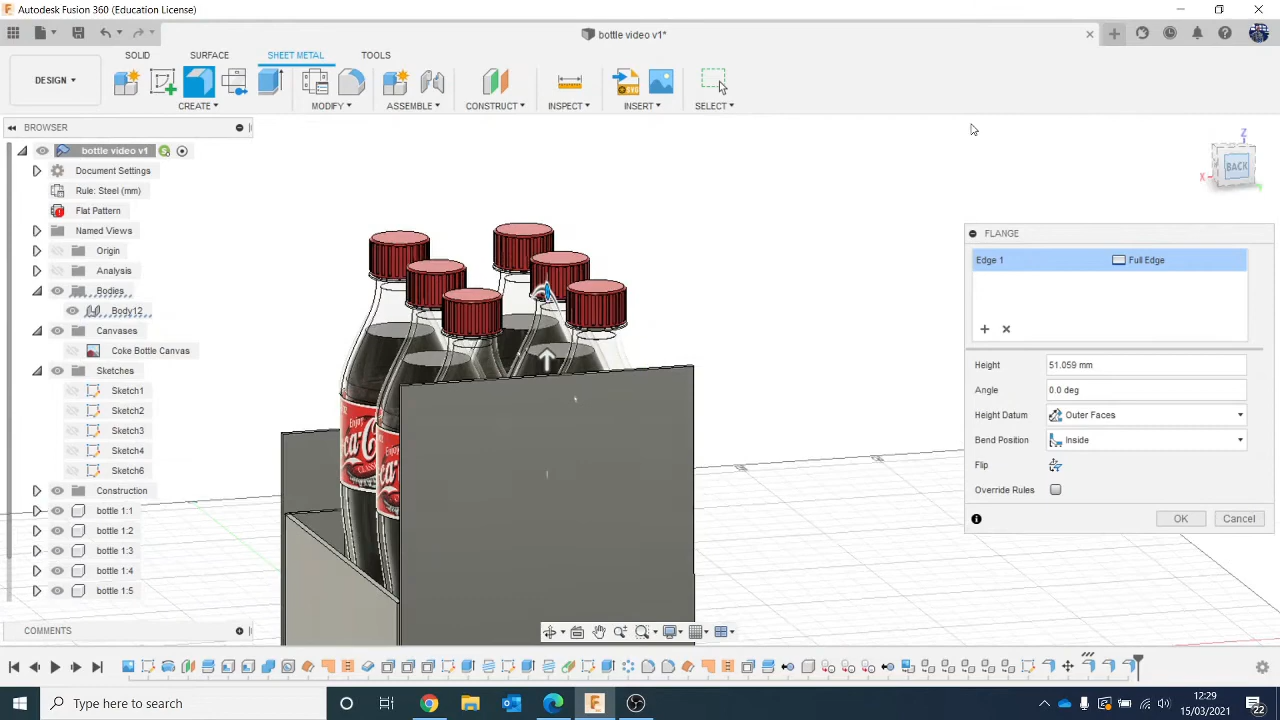 Autodesk Fusion 360 (Education License)
bottle video v1*
DESIGN
SOLID
SURFACE
SHEET METAL
TOOLS
CREATE
MODIFY
ASSEMBLE
CONSTRUCT
INSPECT
INSERT
SELECT
BROWSER
bottle video v1
Document Settings
Rule: Steel (mm)
Flat Pattern
Named Views
Origin
Analysis
Bodies
Body12
Canvases
Coke Bottle Canvas
Sketches
Sketch1
Sketch2
Sketch3
Sketch4
Sketch6
Construction
bottle 1:1
bottle 1:2
bottle 1:3
bottle 1:4
bottle 1:5
COMMENTS
Z
BACK
X
Y
FLANGE
Edge 1
Full Edge
Height
51.059 mm
Angle
0.0 deg
Height Datum
Outer Faces
Bend Position
Inside
Flip
Override Rules
OK
Cancel
Enjoy
Type here to search
12:29
15/03/2021
22